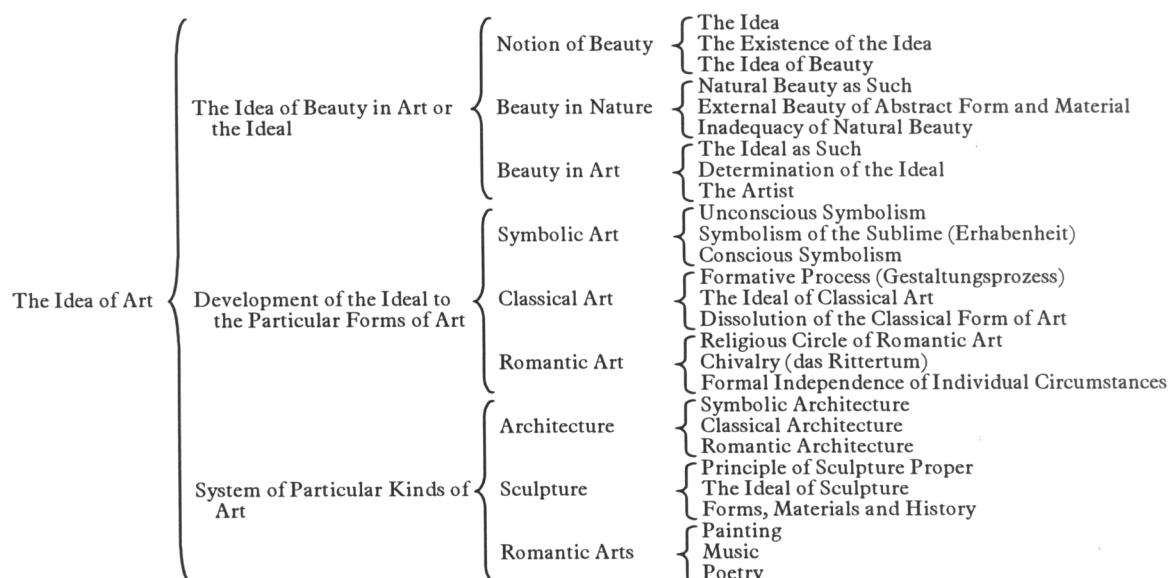 The Idea of Art
The Idea of Beauty in Art or
the Ideal
Notion of Beauty
The Idea
The Existence of the Idea
The Idea of Beauty
Beauty in Nature
Natural Beauty as Such
External Beauty of Abstract Form and Material
Inadequacy of Natural Beauty
Beauty in Art
The Ideal as Such
Determination of the Ideal
The Artist
Development of the Ideal to
the Particular Forms of Art
Symbolic Art
Unconscious Symbolism
Symbolism of the Sublime (Erhabenheit)
Conscious Symbolism
Classical Art
Formative Process (Gestaltungsprozess)
The Ideal of Classical Art
Dissolution of the Classical Form of Art
Romantic Art
Religious Circle of Romantic Art
Chivalry (das Rittertum)
Formal Independence of Individual Circumstances
System of Particular Kinds of
Art
Architecture
Symbolic Architecture
Classical Architecture
Romantic Architecture
Sculpture
Principle of Sculpture Proper
The Ideal of Sculpture
Forms, Materials and History
Romantic Arts
Painting
Music
Poetry